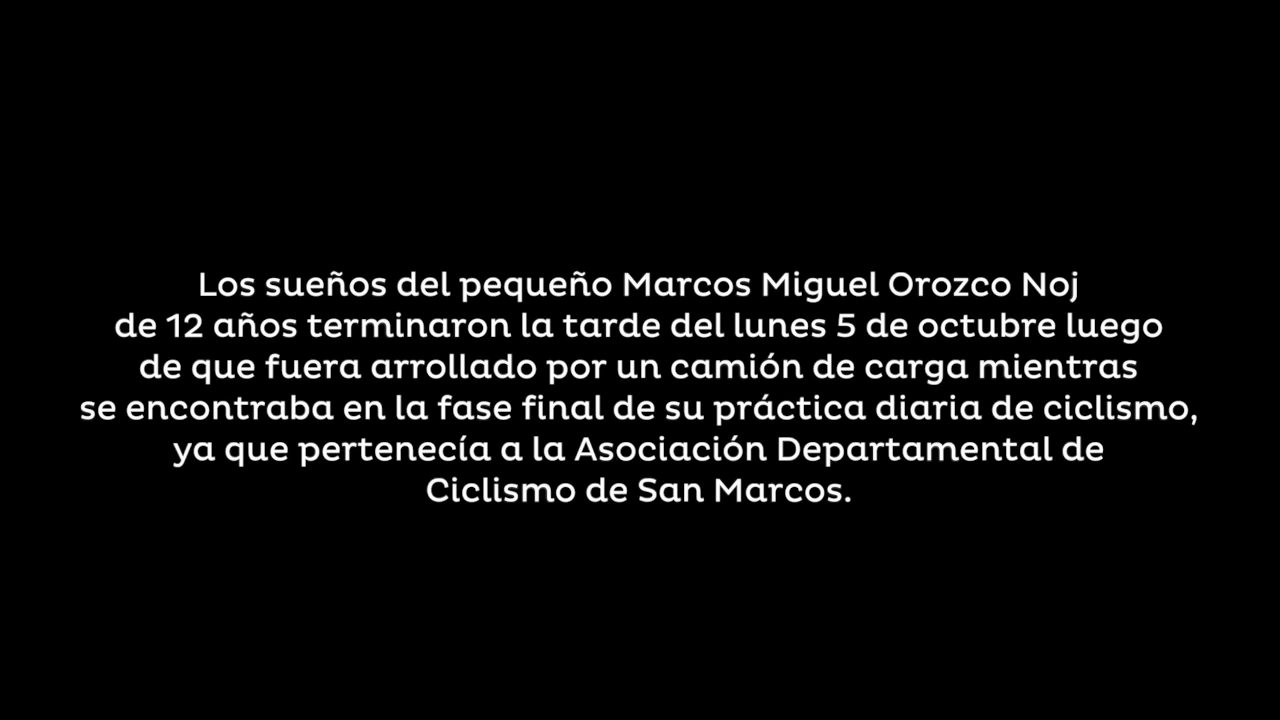 Los sueños del pequeño Marcos Miguel Orozco Noj
de 12 años terminaron la tarde del lunes 5 de octubre luego
de que fuera arrollado por un camión de carga mientras
se encontraba en la fase final de su práctica diaria de ciclismo,
ya que pertenecía a la Asociación Departamental de
Ciclismo de San Marcos.